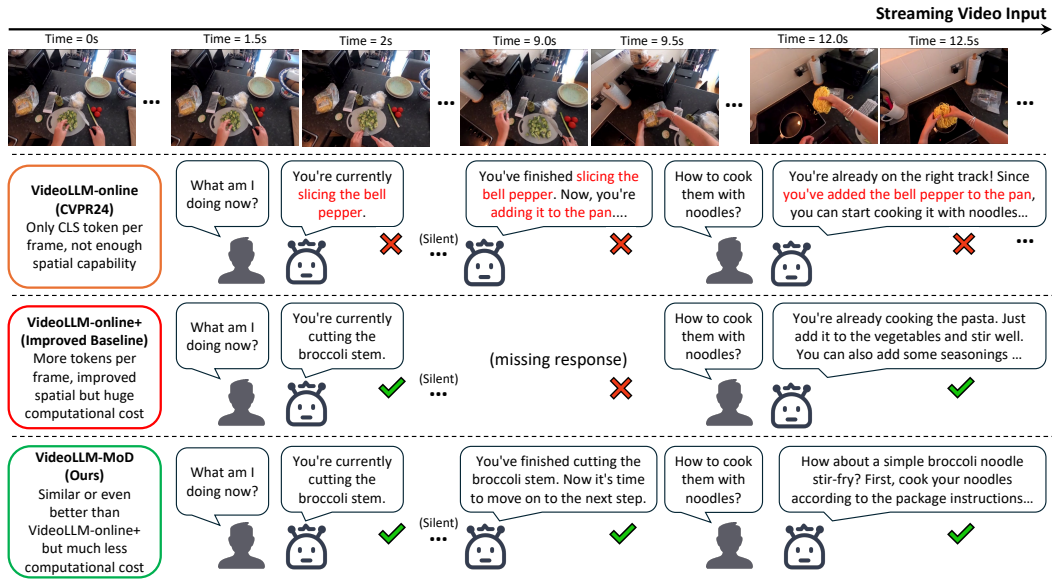 Streaming Video Input
Time = 0s
Time = 1.5s
Time = 2s
Time = 9.0s
Time = 9.5s
Time = 12.0s
Time = 12.5s
...
...
...
...
...
VideoLLM-online
(CVPR24)
Only CLS token per
frame, not enough
spatial capability
What am I
doing now?
You're currently
slicing the bell
pepper.
(Silent)
...
You've finished slicing the
bell pepper. Now, you're
adding it to the pan....
How to cook
them with
noodles?
You're already on the right track! Since
you've added the bell pepper to the pan,
you can start cooking it with noodles...
...
VideoLLM-online+
(Improved Baseline)
More tokens per
frame, improved
spatial but huge
computational cost
What am I
doing now?
You're currently
cutting the
broccoli stem.
(Silent)
...
(missing response)
How to cook
them with
noodles?
You're already cooking the pasta. Just
add it to the vegetables and stir well.
You can also add some seasonings ...
VideoLLM-MoD
(Ours)
Similar or even
better than
VideoLLM-online+
but much less
computational cost
What am I
doing now?
You're currently
cutting the
broccoli stem.
(Silent)
...
You've finished cutting the
broccoli stem. Now it's time
to move on to the next step.
How to cook
them with
noodles?
How about a simple broccoli noodle
stir-fry? First, cook your noodles
according to the package instructions...